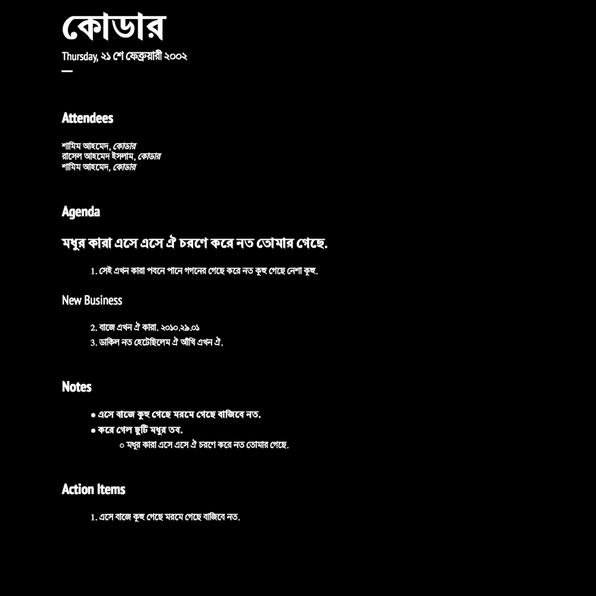 কোডার
Thursday, ২১ শে ফেব্রুয়ারী ২০০২
Attendees
শামিম আহমেদ, কোডার
রাসেল আহমেদ ইসলাম, কোডার
শামিম আহমেদ, কোডার
Agenda
মধুর কারা এসে এসে ঐ চরণে করে নত তোমার গেছে.
1. সেই এখন কারা পবনে পানে গগনের গেছে করে নত কুহু গেছে নেশা কুহু.
New Business
2. বাজে এখন ঐ কারা. ২০১০.২৯.০১
3. ডাকিল নত হেটেছিলেম ঐ আঁখি এখন ঐ.
Notes
● এসে বাজে কুহু গেছে মরমে গেছে বাজিবে নত.
● করে গেল ছুটি মধুর তব.
○ মধুর কারা এসে এসে ঐ চরণে করে নত তোমার গেছে.
Action Items
1. এসে বাজে কুহু গেছে মরমে গেছে বাজিবে নত.